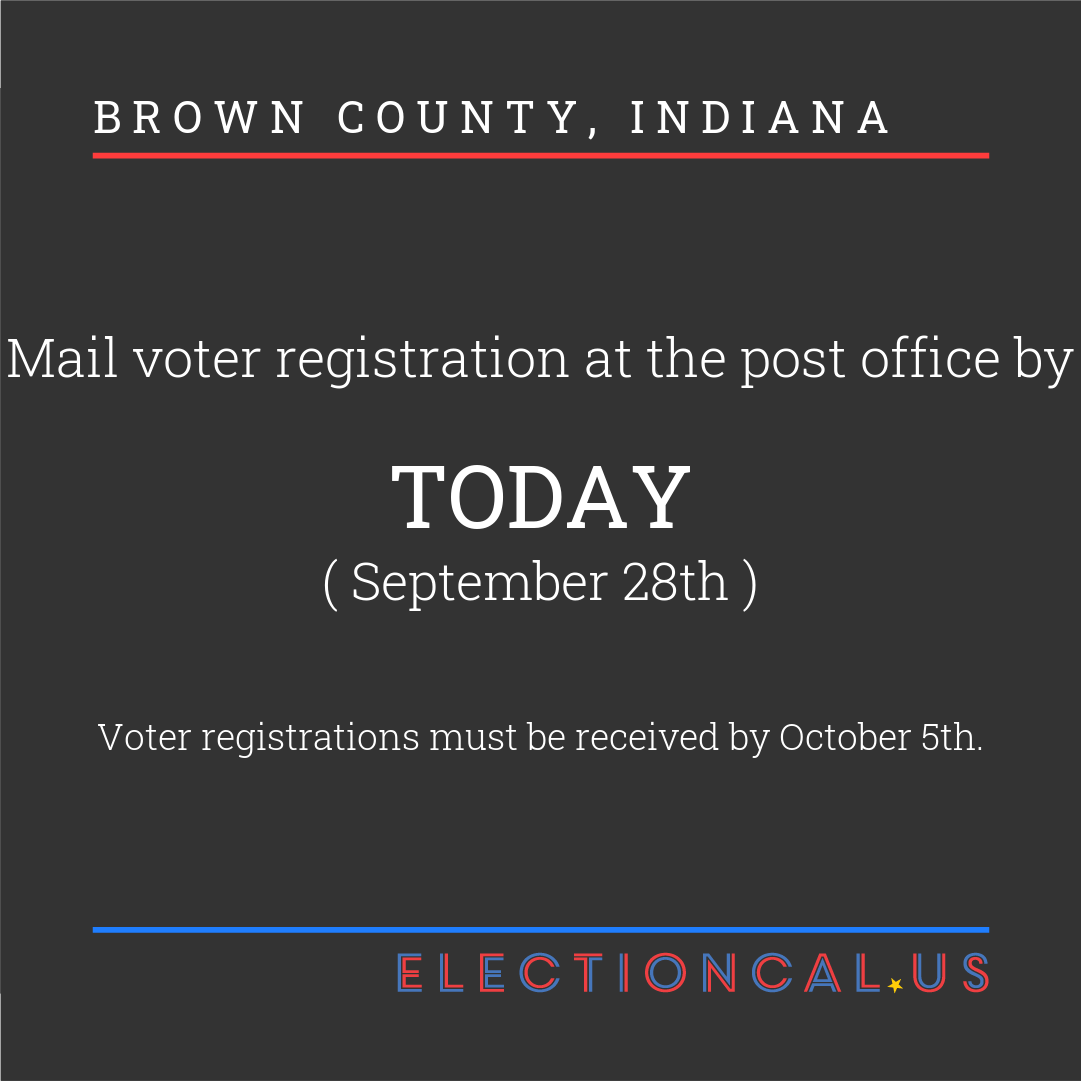 BROWN COUNTY, INDIANA
Mail voter registration at the post office by
TODAY
( September 28th )
Voter registrations must be received by October 5th.
ELECTIONCAL.US